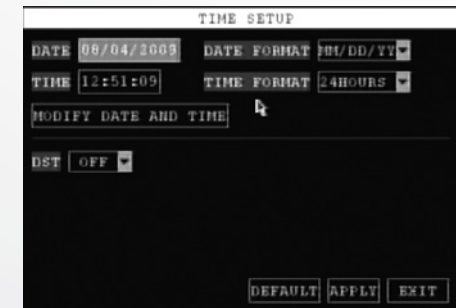 TIME SETUP
DATE 08/04/2009 DATE FORMAT MM/DD/YY
TIME 12:51:09 TIME FORMAT 24HOURS
MODIFY DATE AND TIME
DST OFF
DEFAULT APPLY EXIT